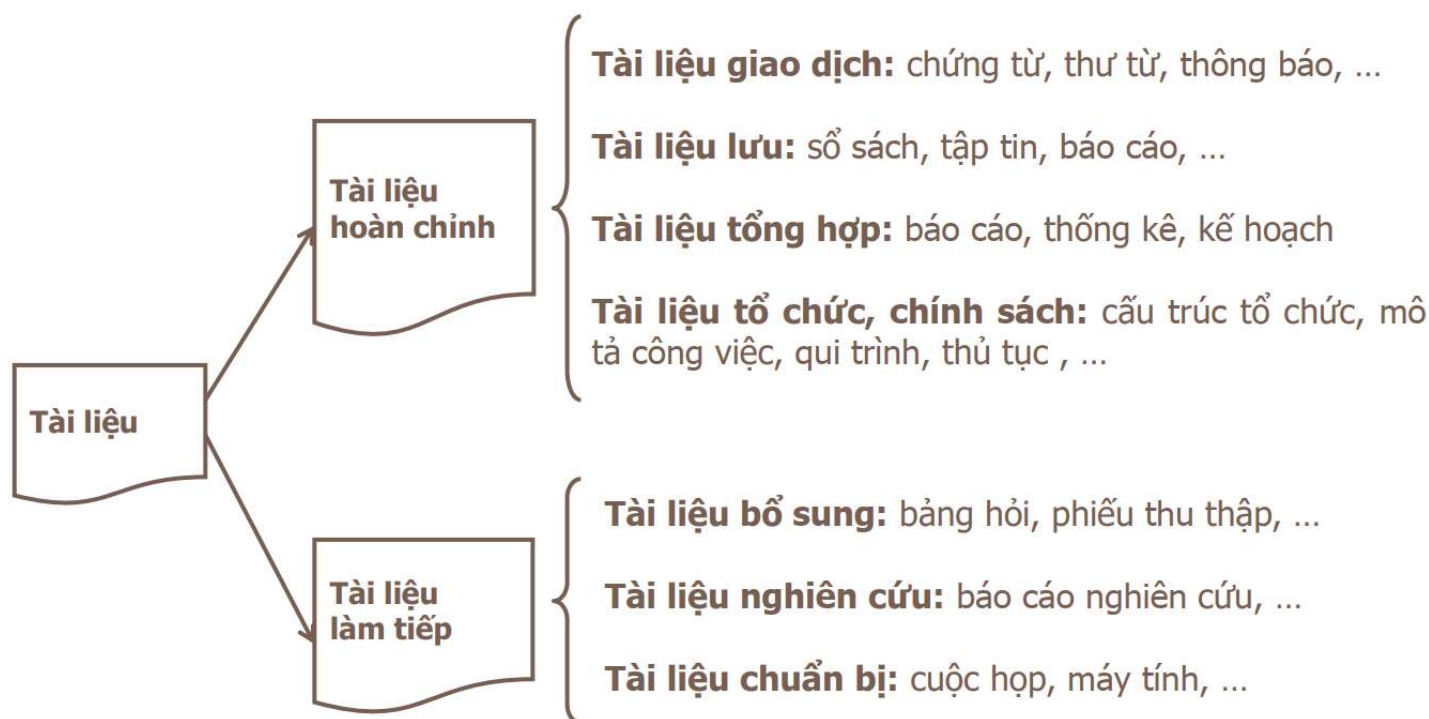 Tài liệu
Tài liệu
hoàn chỉnh
Tài liệu giao dịch: chứng từ, thư từ, thông báo, ...
Tài liệu lưu: sổ sách, tập tin, báo cáo, ...
Tài liệu tổng hợp: báo cáo, thống kê, kế hoạch
Tài liệu tổ chức, chính sách: cấu trúc tổ chức, mô
tả công việc, qui trình, thủ tục , ...
Tài liệu
làm tiếp
Tài liệu bổ sung: bảng hỏi, phiếu thu thập, ...
Tài liệu nghiên cứu: báo cáo nghiên cứu, ...
Tài liệu chuẩn bị: cuộc họp, máy tính, ...